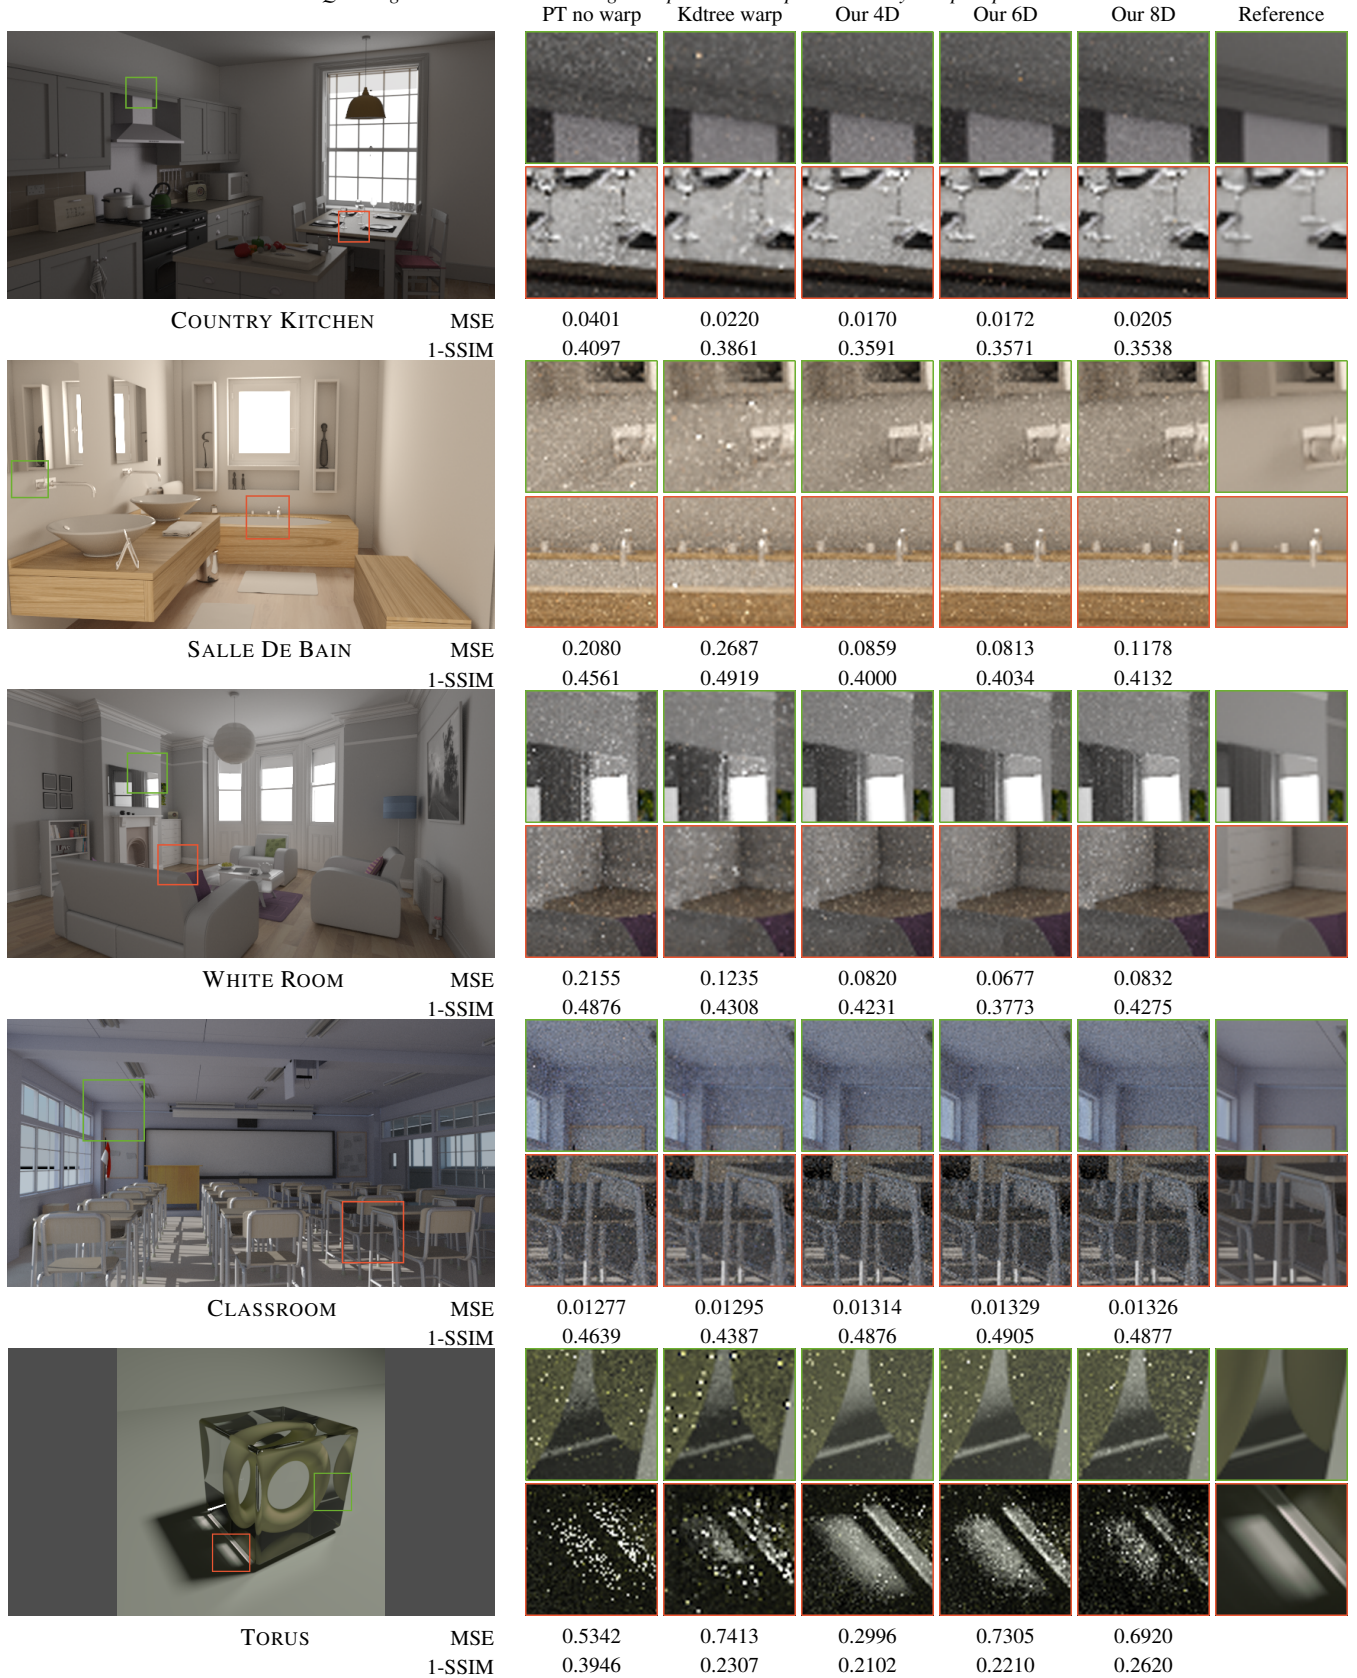 PT no warp Kdtree warp Our 4D Our 6D Our 8D Reference
COUNTRY KITCHEN MSE 0.0401 0.0220 0.0170 0.0172 0.0205
1-SSIM 0.4097 0.3861 0.3591 0.3571 0.3538
SALLE DE BAIN MSE 0.2080 0.2687 0.0859 0.0813 0.1178
1-SSIM 0.4561 0.4919 0.4000 0.4034 0.4132
WHITE ROOM MSE 0.2155 0.1235 0.0820 0.0677 0.0832
1-SSIM 0.4876 0.4308 0.4231 0.3773 0.4275
CLASSROOM MSE 0.01277 0.01295 0.01314 0.01329 0.01326
1-SSIM 0.4639 0.4387 0.4876 0.4905 0.4877
TORUS MSE 0.5342 0.7413 0.2996 0.7305 0.6920
1-SSIM 0.3946 0.2307 0.2102 0.2210 0.2620